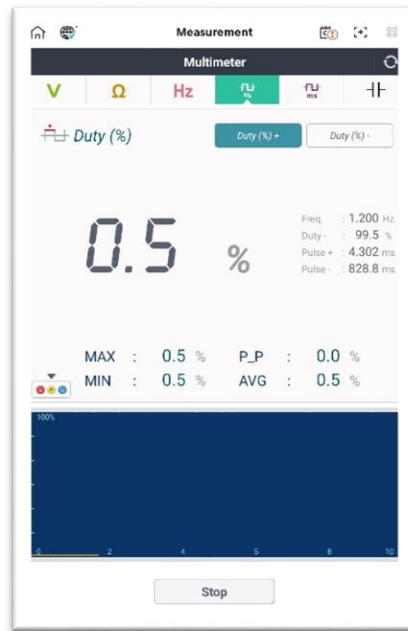 Measurement
Multimeter
V Ω Hz % ms
Duty (%) Duty (%) + Duty (%) -
0.5 %
Freq. : 1.200 Hz
Duty - : 99.5 %
Pulse + : 4.302 ms
Pulse - : 828.8 ms
MAX : 0.5 % P_P : 0.0 %
MIN : 0.5 % AVG : 0.5 %
100%
0 2 4 5 8 10
Stop